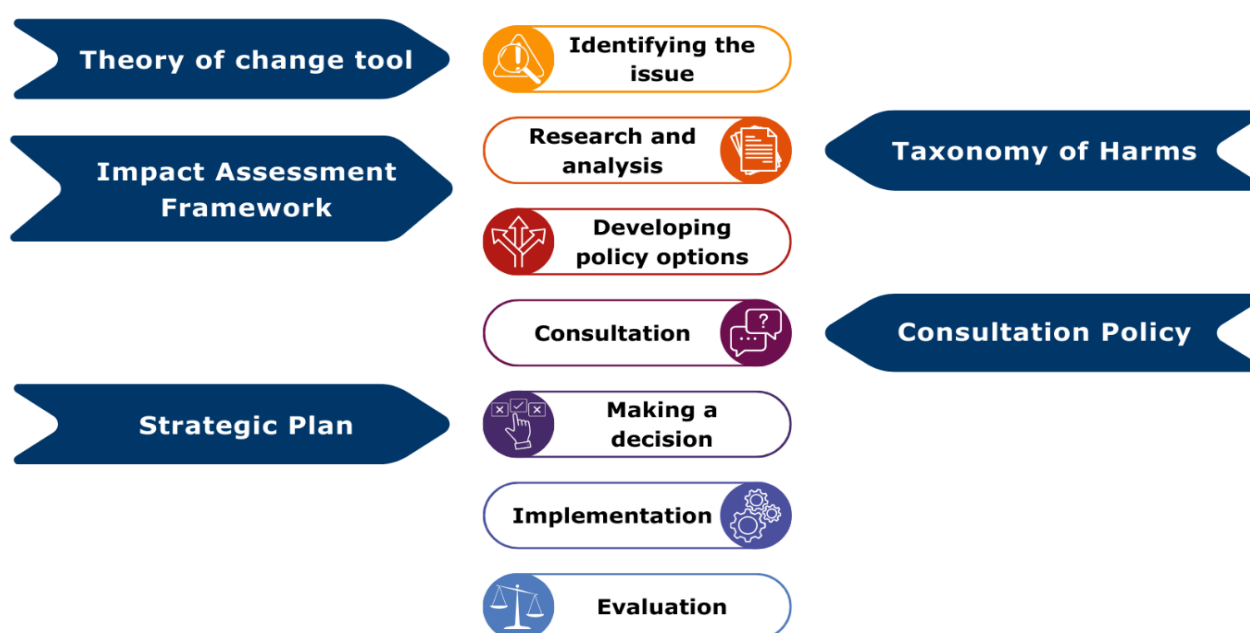 Theory of change tool
Identifying the
issue
Research and
analysis
Taxonomy of Harms
Impact Assessment
Framework
Developing
policy options
Consultation
Consultation Policy
Making a
decision
Strategic Plan
Implementation
Evaluation